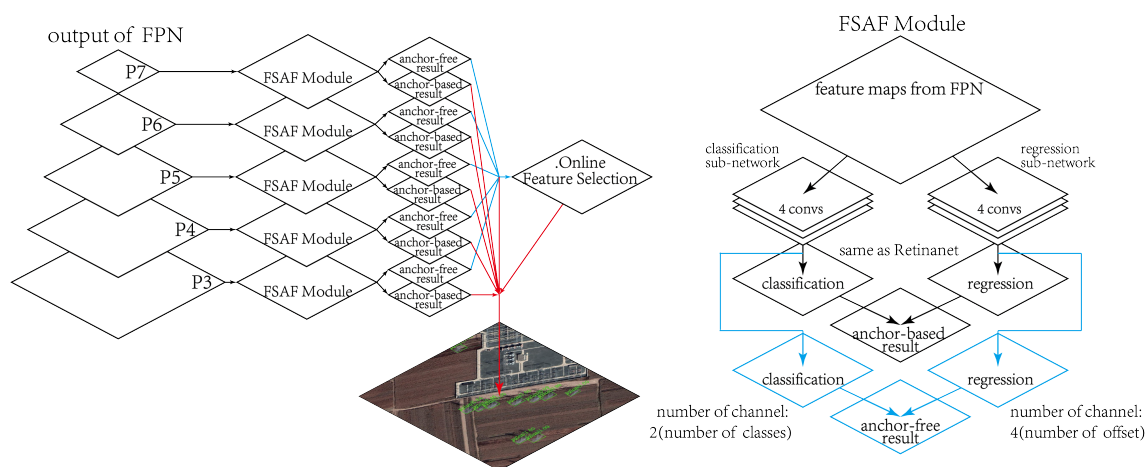 output of FPN
P7
FSAF Module
anchor-free
result
anchor-based
result
P6
FSAF Module
anchor-free
result
anchor-based
result
P5
FSAF Module
anchor-free
result
anchor-based
result
P4
FSAF Module
anchor-free
result
anchor-based
result
P3
FSAF Module
anchor-free
result
anchor-based
result
.Online
Feature Selection
FSAF Module
feature maps from FPN
classification
sub-network
regression
sub-network
4 convs
4 convs
same as Retinanet
classification
regression
anchor-based
result
classification
regression
number of channel:
2(number of classes)
anchor-free
result
number of channel:
4(number of offset)